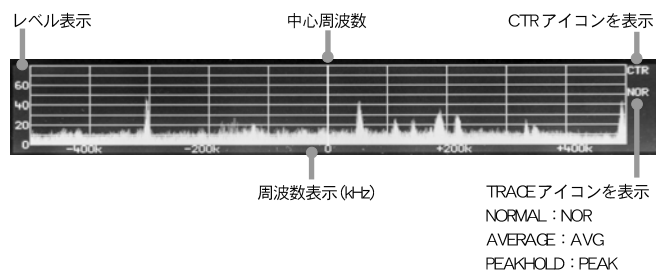 レベル表示
中心周波数
CTRアイコンを表示
CTR
60
NOR
40
20
0
-400k
-200k
0
+200k
+400k
周波数表示(kHz)
TRACEアイコンを表示
NORMAL：NOR
AVERAGE：AVG
PEAKHOLD：PEAK